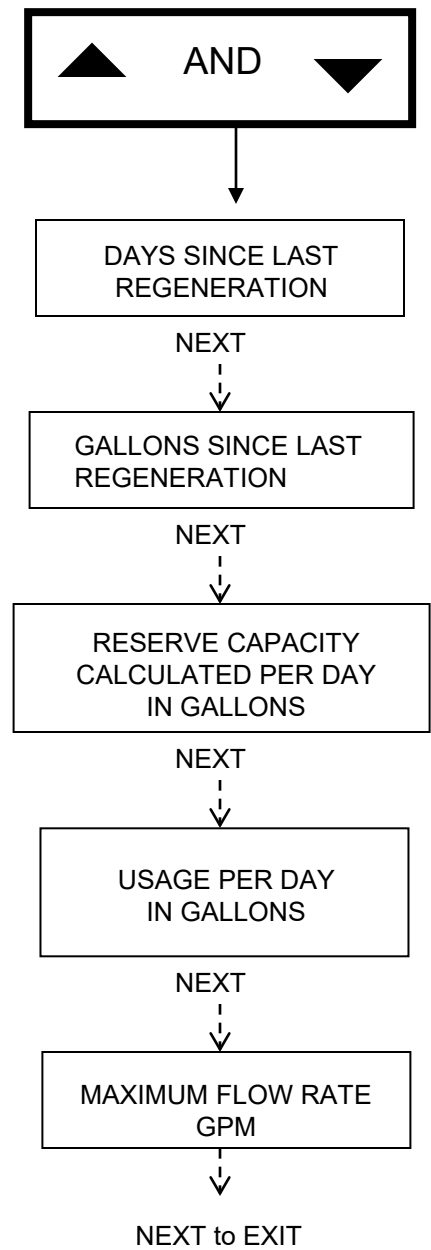 AND
DAYS SINCE LAST
REGENERATION
NEXT
GALLONS SINCE LAST
REGENERATION
NEXT
RESERVE CAPACITY
CALCULATED PER DAY
IN GALLONS
NEXT
USAGE PER DAY
IN GALLONS
NEXT
MAXIMUM FLOW RATE
GPM
NEXT to EXIT